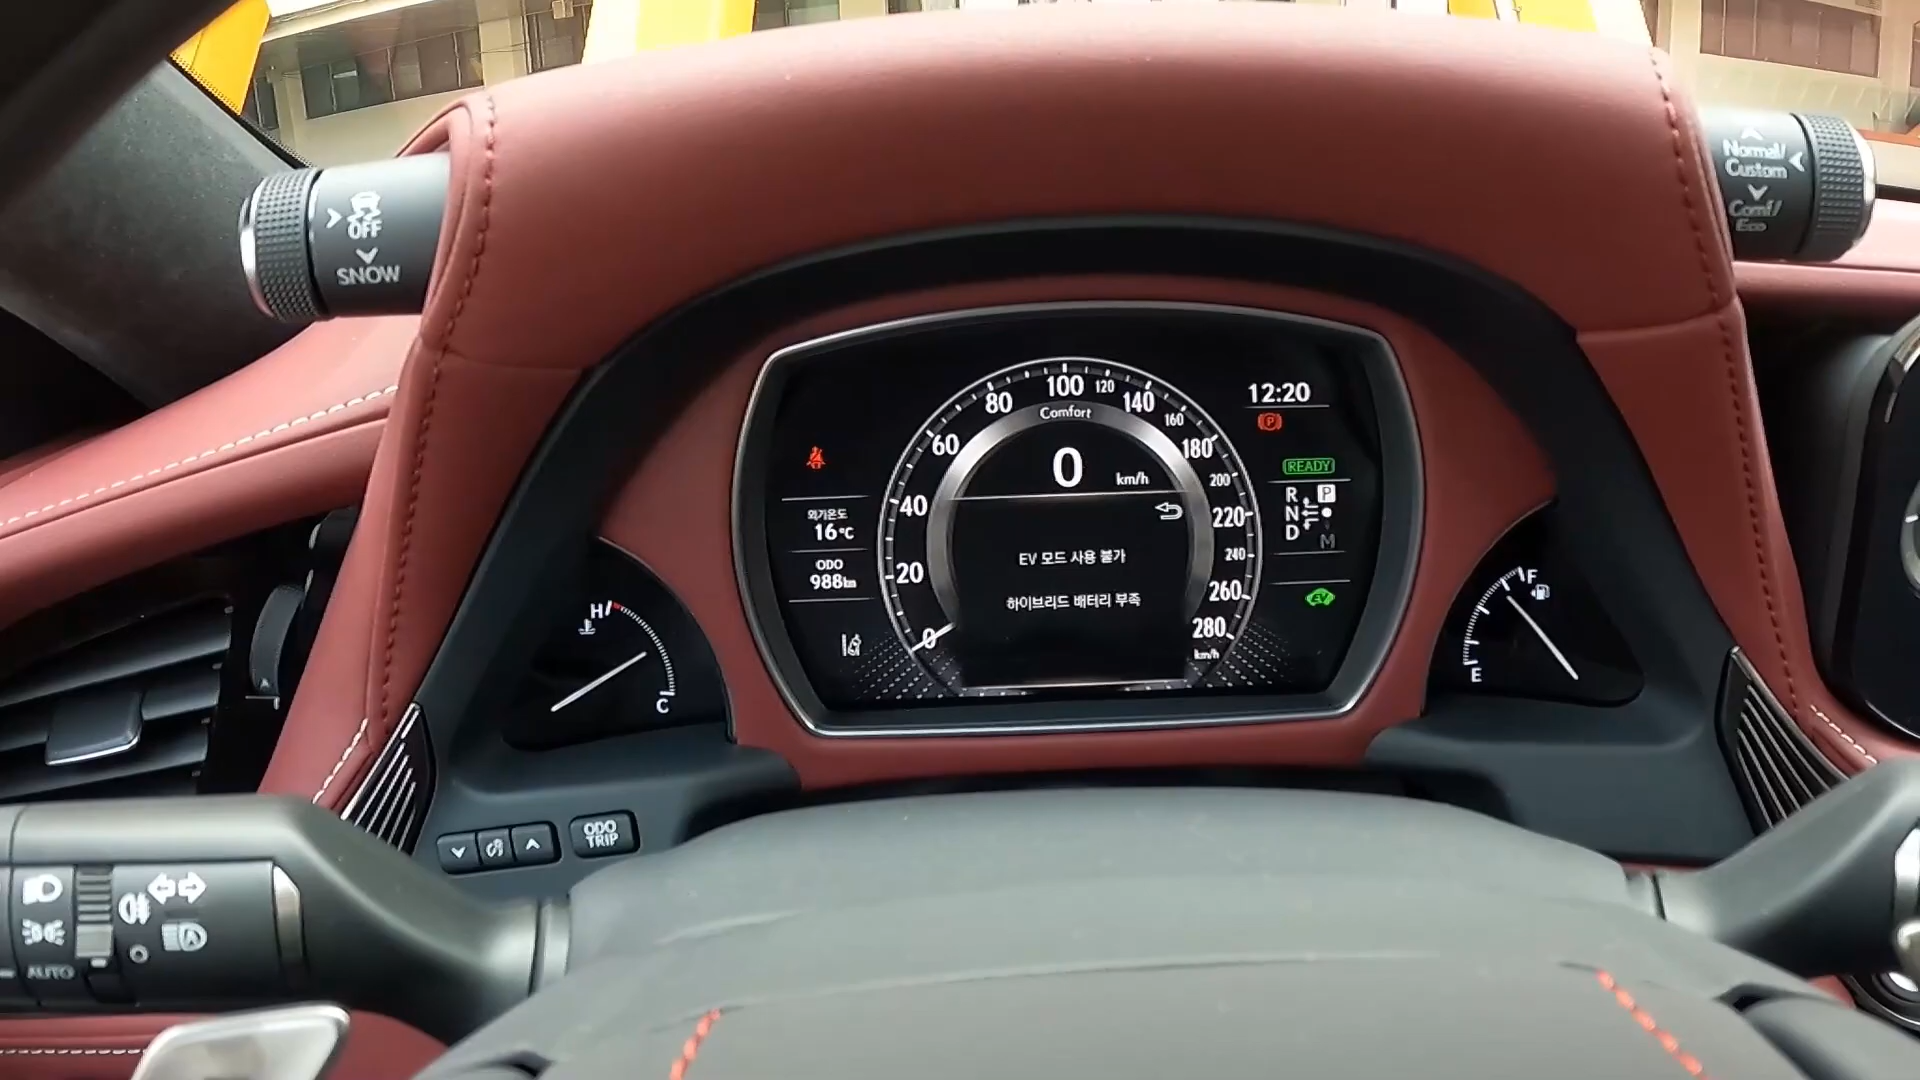 OFF
SNOW
Normal/
Custom
Comf/
Eco
80 100 120 140
Comfort
60 160 180
0 km/h
40 200
20 220
0 240
260
280
km/h
외기온도
16°C
ODO
988km
EV 모드 사용 불가
하이브리드 배터리 부족
12:20
P
READY
R P
N
D M
EV
H
C
F
E
ODO
TRIP
AUTO